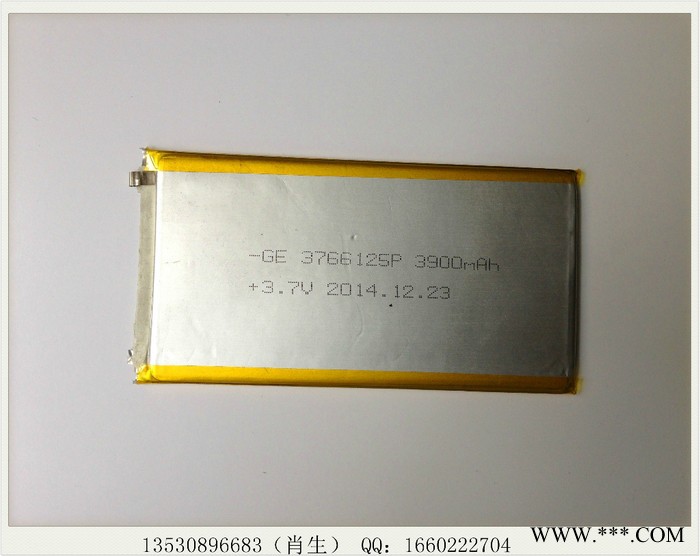 -GE 3766125P 3900mAh
+3.7V 2014.12.23
13530896683（肖生） QQ：1660222704
WWW.***.COM